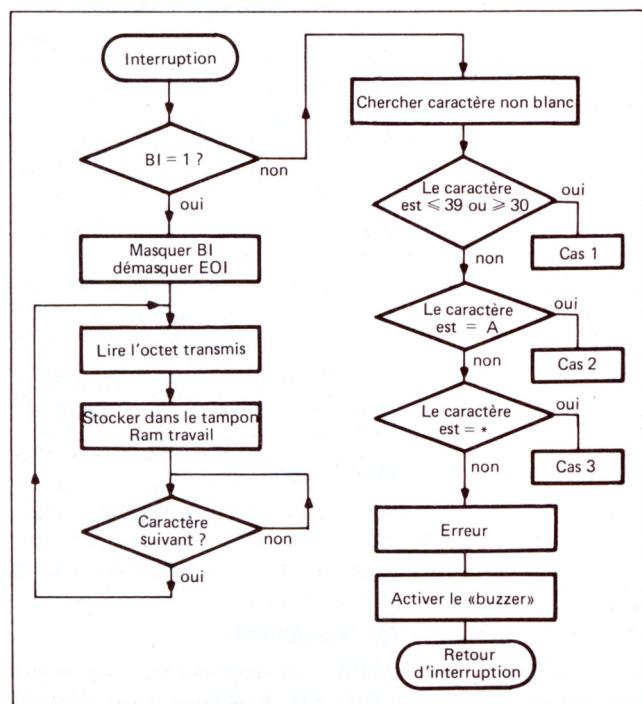 Interruption
BI = 1 ?
non
oui
Masquer BI
démasquer EOI
Lire l'octet transmis
Stocker dans le tampon
Ram travail
Caractère
suivant ?
non
oui
Chercher caractère non blanc
Le caractère
est ⩽ 39 ou ⩾ 30
oui
Cas 1
non
Le caractère
est = A
oui
Cas 2
non
Le caractère
est = *
oui
Cas 3
non
Erreur
Activer le «buzzer»
Retour
d'interruption